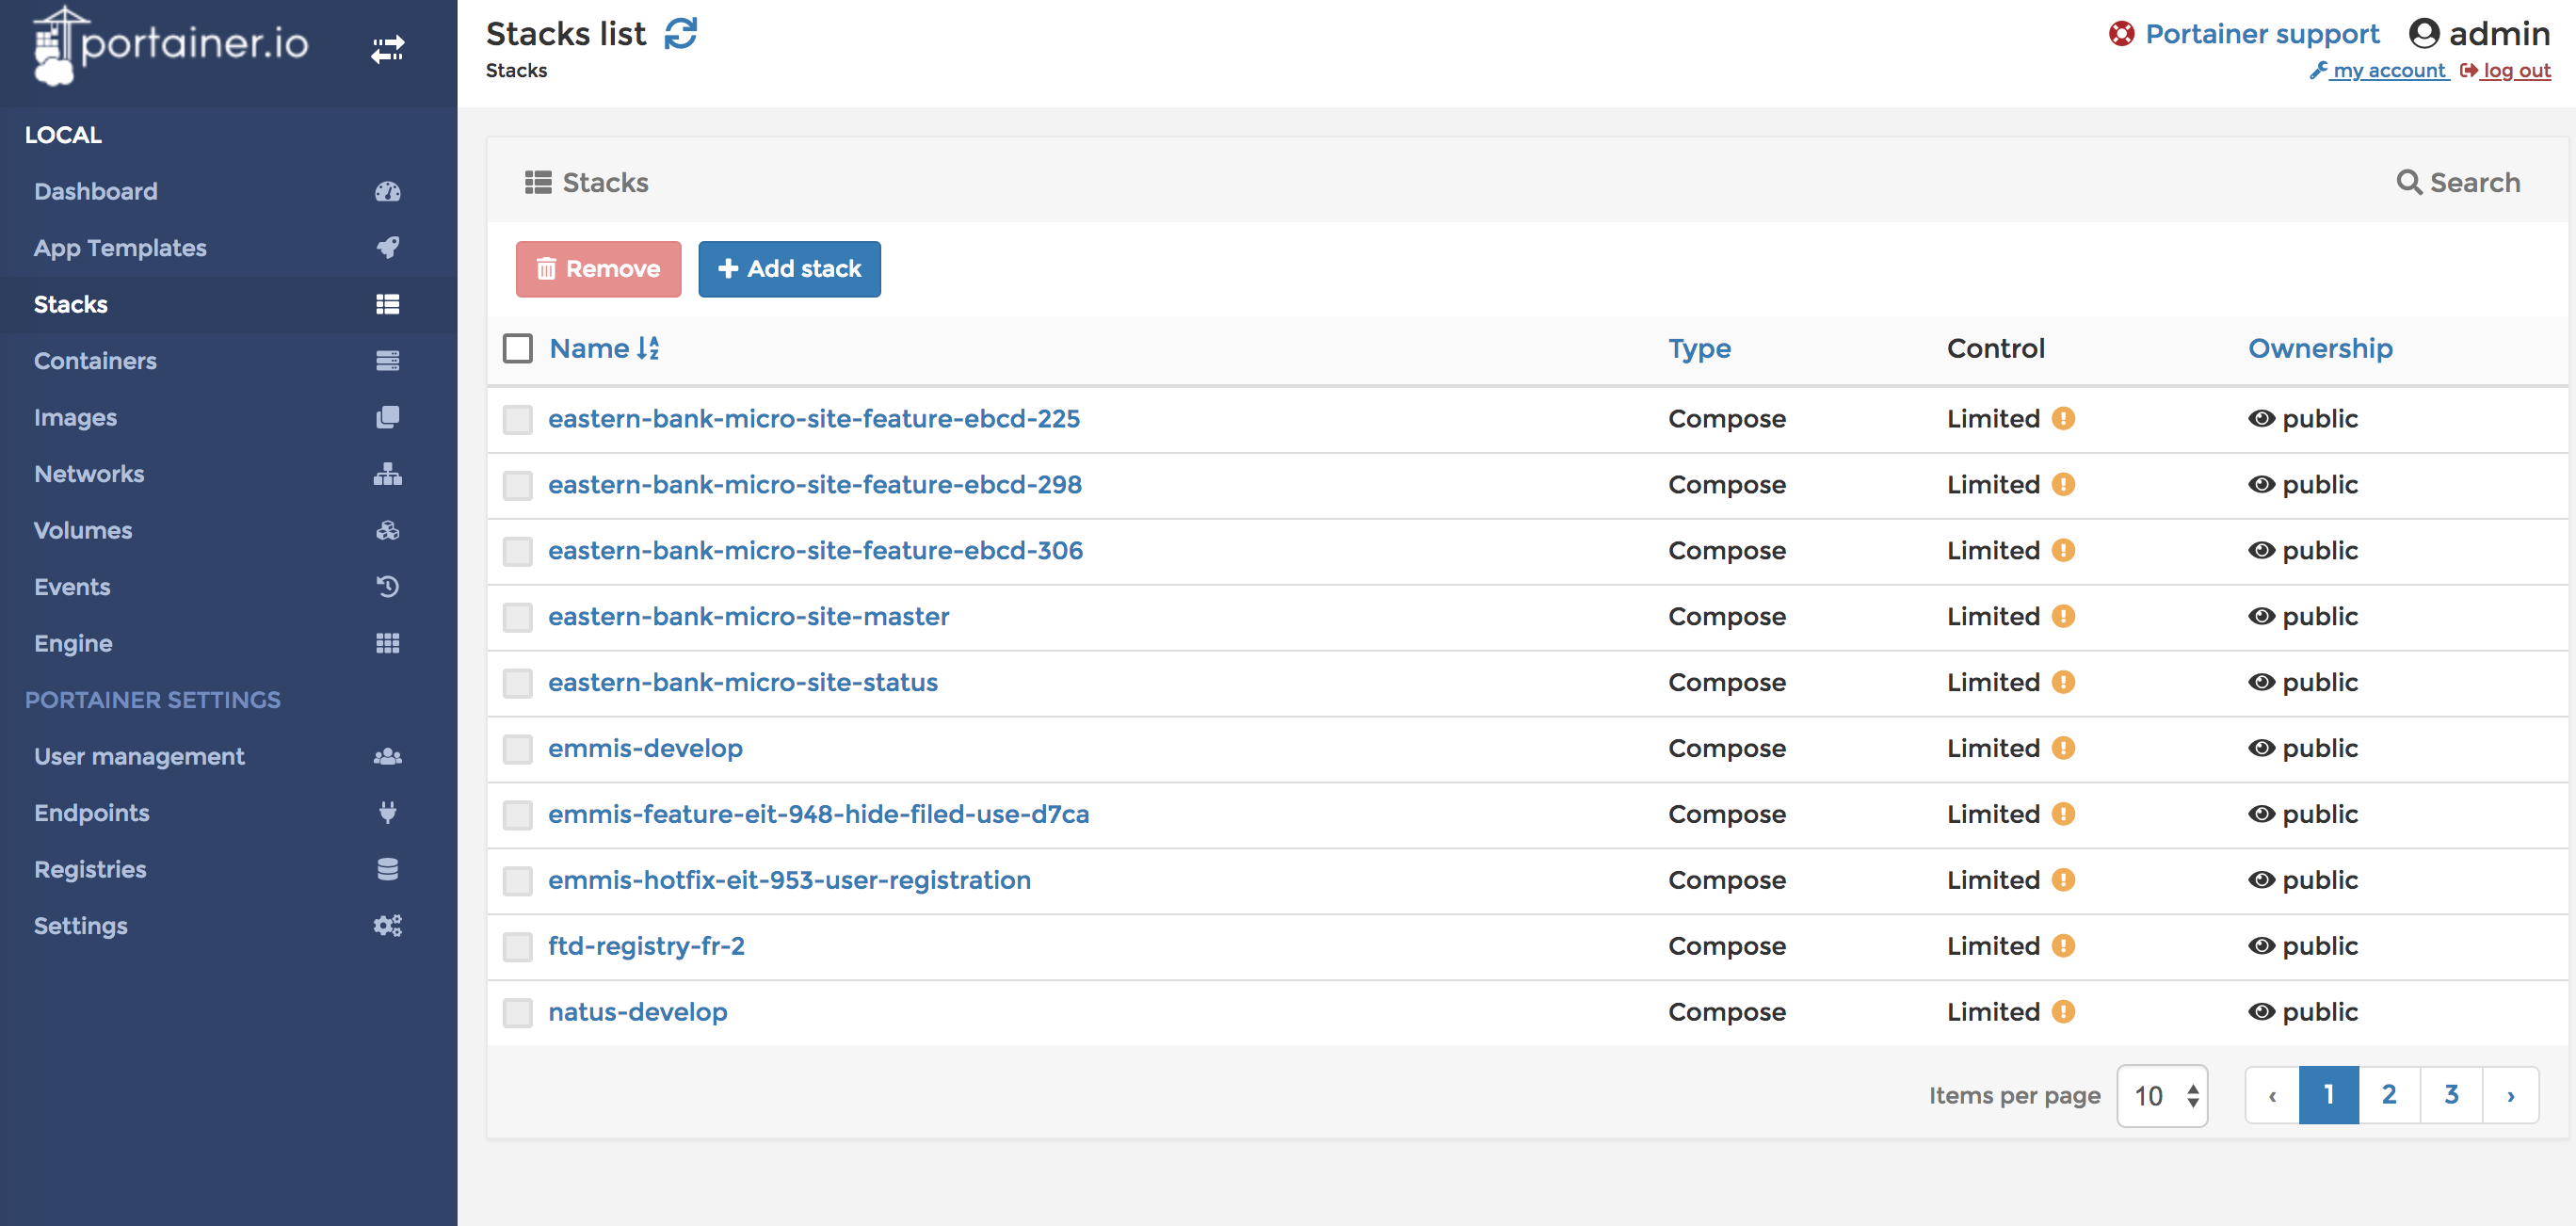 portainer.io
LOCAL
Dashboard
App Templates
Stacks
Containers
Images
Networks
Volumes
Events
Engine
PORTAINER SETTINGS
User management
Endpoints
Registries
Settings
Stacks list
Stacks
Portainer support admin
my account log out
Stacks Search
Remove Add stack
Name Type Control Ownership
eastern-bank-micro-site-feature-ebcd-225 Compose Limited public
eastern-bank-micro-site-feature-ebcd-298 Compose Limited public
eastern-bank-micro-site-feature-ebcd-306 Compose Limited public
eastern-bank-micro-site-master Compose Limited public
eastern-bank-micro-site-status Compose Limited public
emmis-develop Compose Limited public
emmis-feature-eit-948-hide-filed-use-d7ca Compose Limited public
emmis-hotfix-eit-953-user-registration Compose Limited public
ftd-registry-fr-2 Compose Limited public
natus-develop Compose Limited public
Items per page 10 ‹ 1 2 3 ›